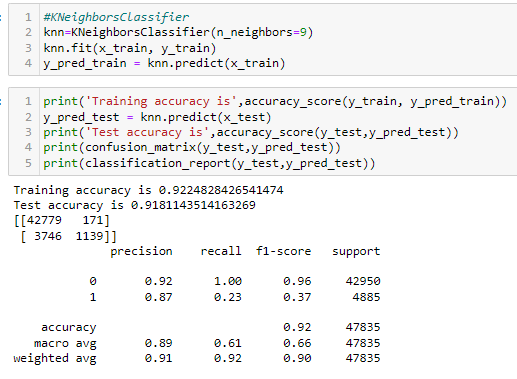 1 #KNeighborsClassifier
2 knn=KNeighborsClassifier(n_neighbors=9)
3 knn.fit(x_train, y_train)
4 y_pred_train = knn.predict(x_train)
1 print('Training accuracy is',accuracy_score(y_train, y_pred_train))
2 y_pred_test = knn.predict(x_test)
3 print('Test accuracy is',accuracy_score(y_test,y_pred_test))
4 print(confusion_matrix(y_test,y_pred_test))
5 print(classification_report(y_test,y_pred_test))
Training accuracy is 0.9224828426541474
Test accuracy is 0.9181143514163269
[[42779   171]
 [ 3746  1139]]
              precision    recall  f1-score   support
           0       0.92      1.00      0.96     42950
           1       0.87      0.23      0.37      4885
    accuracy                           0.92     47835
   macro avg       0.89      0.61      0.66     47835
weighted avg       0.91      0.92      0.90     47835